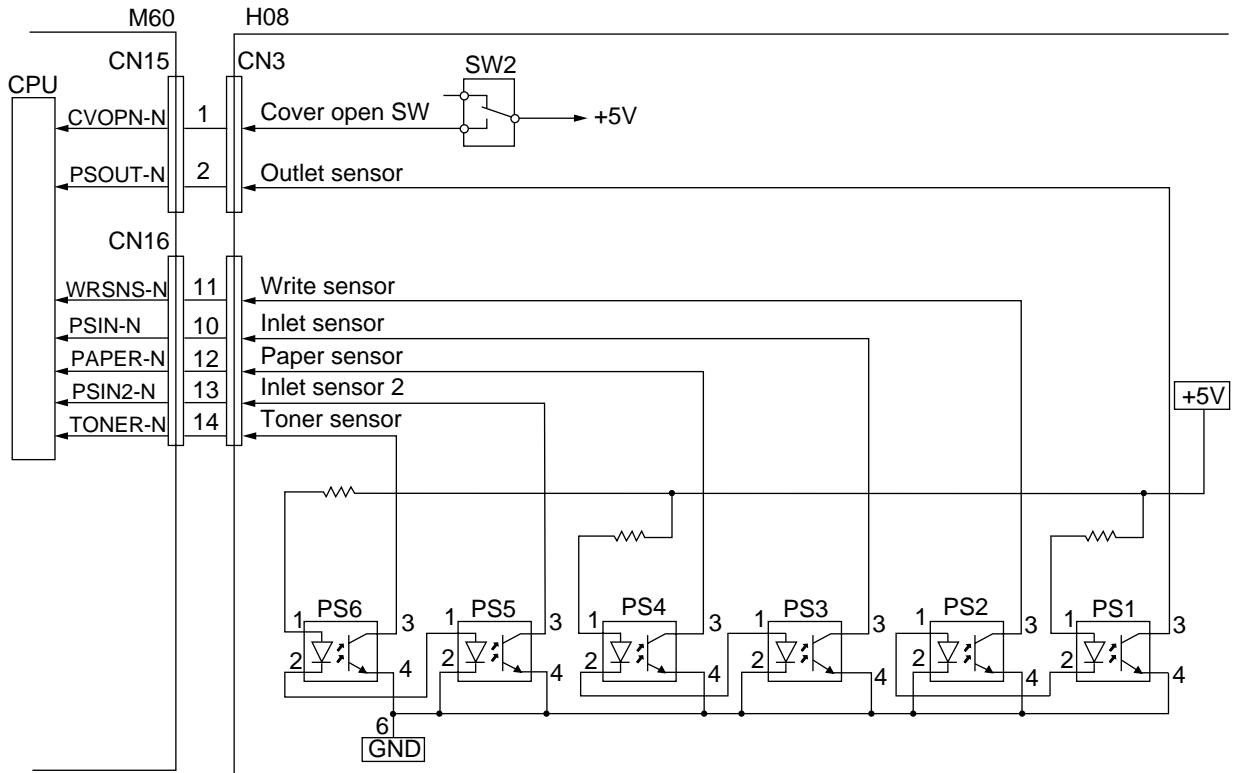 M60 H08
CN15 CN3
SW2
CPU
CVOPN-N 1 Cover open SW +5V
PSOUT-N 2 Outlet sensor
CN16
WRSNS-N 11 Write sensor
PSIN-N 10 Inlet sensor
PAPER-N 12 Paper sensor
PSIN2-N 13 Inlet sensor 2
TONER-N 14 Toner sensor
+5V
PS6 PS5 PS4 PS3 PS2 PS1
1 3 1 3 1 3 1 3 1 3 1 3
2 4 2 4 2 4 2 4 2 4 2 4
6
GND